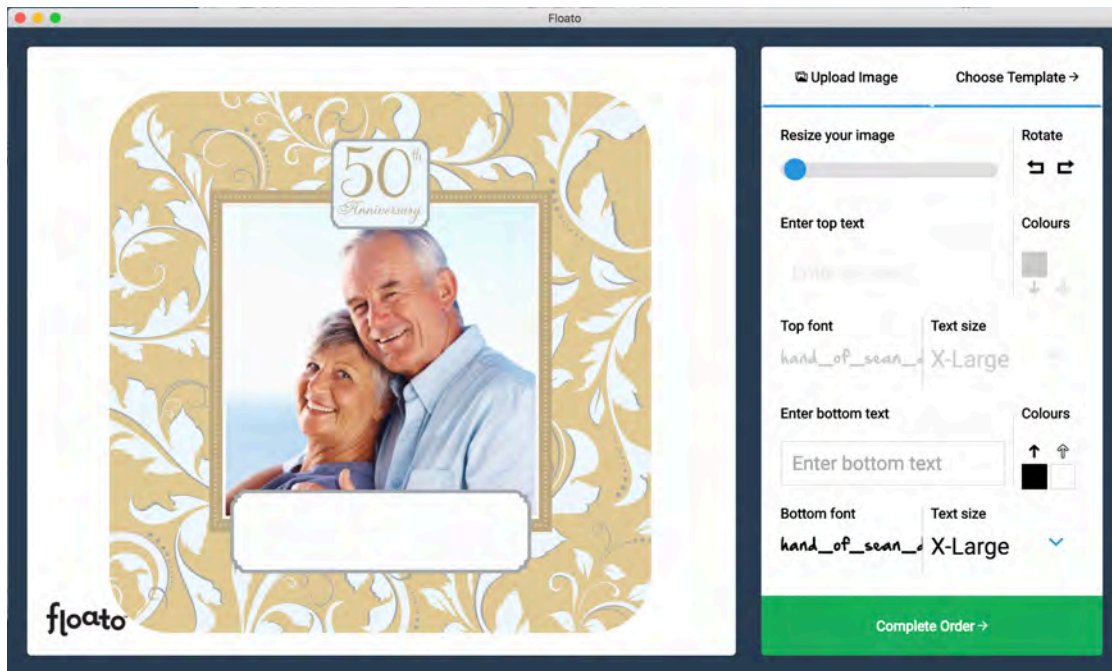 Floato
50th
Anniversary
floato
Upload Image
Choose Template →
Resize your image
Rotate
Enter top text
Colours
Top font
Text size
hand_of_sean_
X-Large
Enter bottom text
Colours
Enter bottom text
Bottom font
Text size
hand_of_sean_
X-Large
Complete Order →